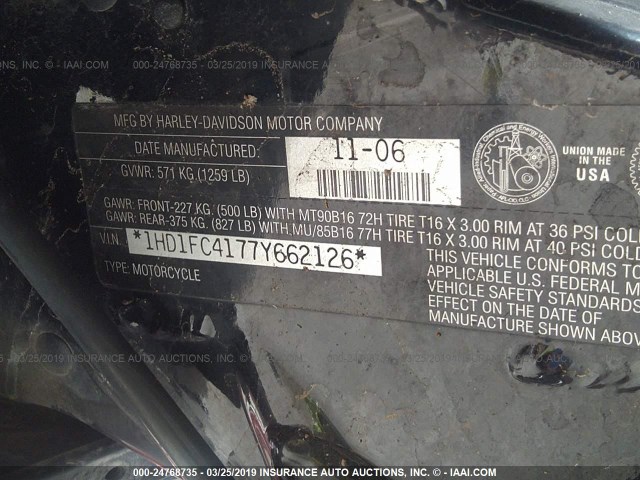 000-24768735 - 03/25/2019 INSURANCE AUTO AUCTIONS, INC. - © IAAI.COM
MFG BY HARLEY-DAVIDSON MOTOR COMPANY
DATE MANUFACTURED: 11-06
GVWR: 571 KG (1259 LB)
UNION MADE IN
THE
USA
GAWR: FRONT-227 KG. (500 LB) WITH MT90B16 72H TIRE T16 X 3.00 RIM AT 36 PSI COLD
GAWR: REAR-375 KG. (827 LB) WITH MU/85B16 77H TIRE T16 X 3.00 RIM AT 40 PSI COLD
V.I.N. *1HD1FC4177Y662126*
TYPE: MOTORCYCLE
THIS VEHICLE CONFORMS TO
APPLICABLE U.S. FEDERAL M
VEHICLE SAFETY STANDARDS
EFFECT ON THE DATE OF
MANUFACTURE SHOWN ABOVE
000-24768735 - 03/25/2019 INSURANCE AUTO AUCTIONS, INC. - © IAAI.COM